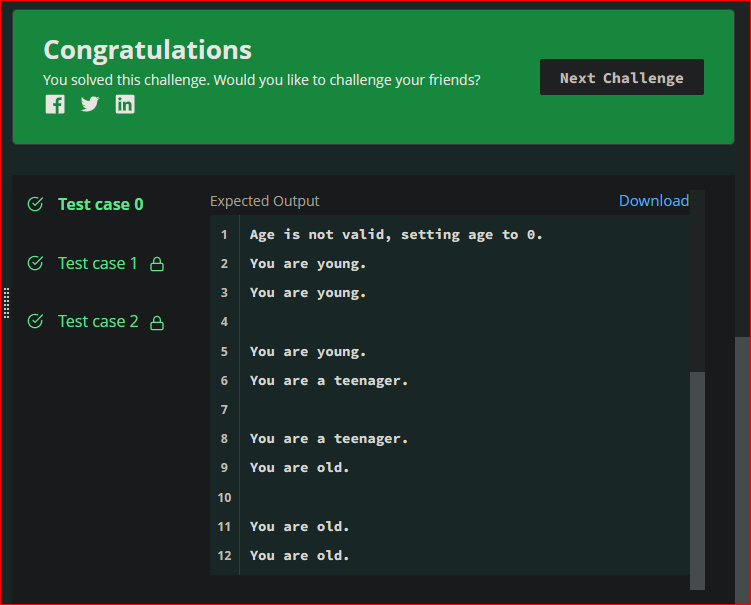 Congratulations
You solved this challenge. Would you like to challenge your friends?
Next Challenge
Test case 0
Test case 1
Test case 2
Expected Output
Download
1 Age is not valid, setting age to 0.
2 You are young.
3 You are young.
4
5 You are young.
6 You are a teenager.
7
8 You are a teenager.
9 You are old.
10
11 You are old.
12 You are old.